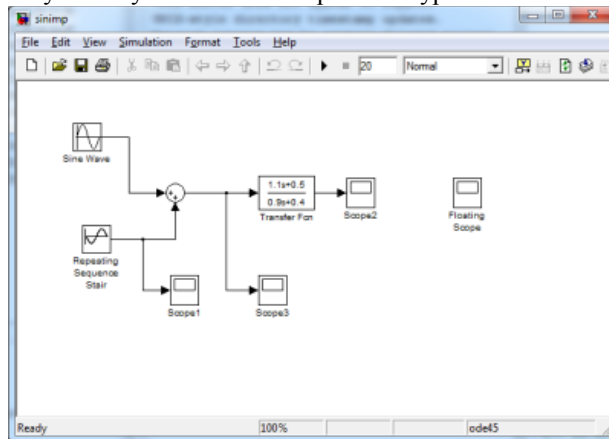 sinimp
File Edit View Simulation Format Tools Help
20 Normal
Sine Wave
1.1s+0.5
0.9s+0.4
Transfer Fcn
Scope2
Floating
Scope
Repeating
Sequence
Stair
Scope1
Scope3
Ready 100% ode45